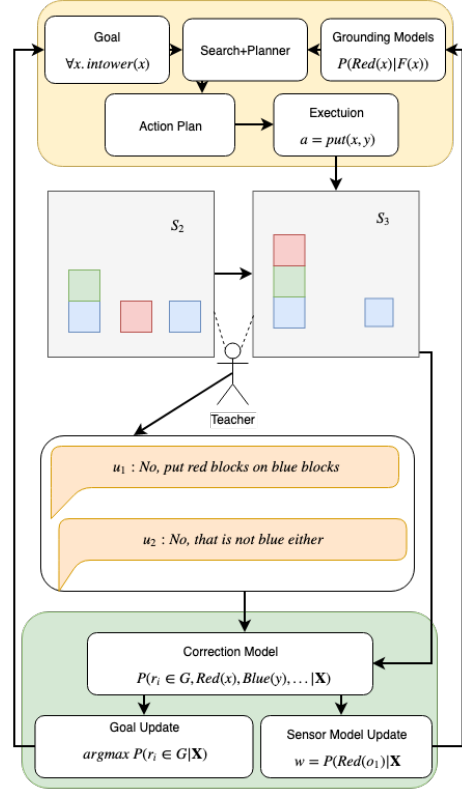 Goal
∀x. intower(x)
Search+Planner
Grounding Models
P(Red(x)|F(x))
Action Plan
Exectuion
a = put(x, y)
S₂
S₃
Teacher
u₁ : No, put red blocks on blue blocks
u₂ : No, that is not blue either
Correction Model
P(rᵢ ∈ G, Red(x), Blue(y), … |X)
Goal Update
argmax P(rᵢ ∈ G|X)
Sensor Model Update
w = P(Red(o₁)|X